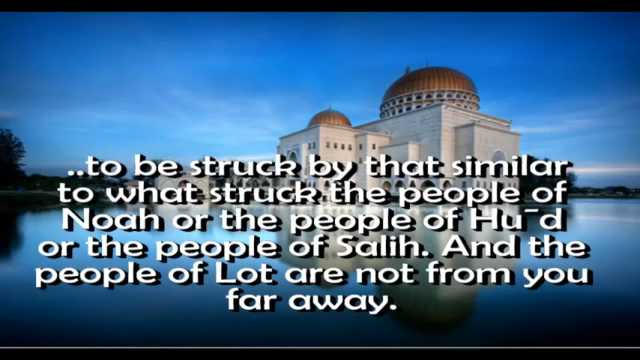 ..to be struck by that similar
to what struck the people of
Noah or the people of Hu¯d
or the people of Salih. And the
people of Lot are not from you
far away.